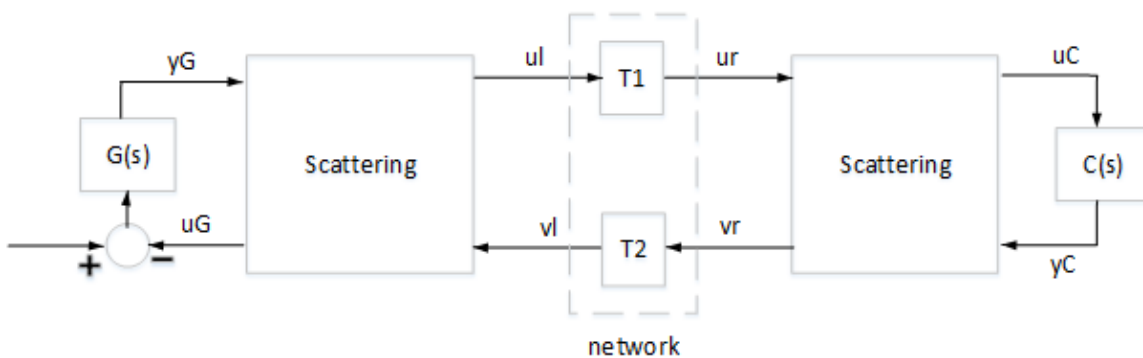 yG
ul
ur
uC
T1
G(s)
Scattering
Scattering
C(s)
uG
vl
vr
T2
yC
+
−
network